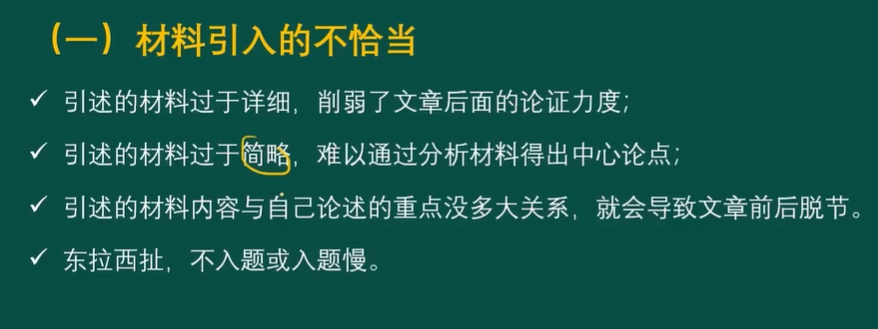 （一）材料引入的不恰当
✓ 引述的材料过于详细，削弱了文章后面的论证力度；
✓ 引述的材料过于简略，难以通过分析材料得出中心论点；
✓ 引述的材料内容与自己论述的重点没多大关系，就会导致文章前后脱节。
✓ 东拉西扯，不入题或入题慢。